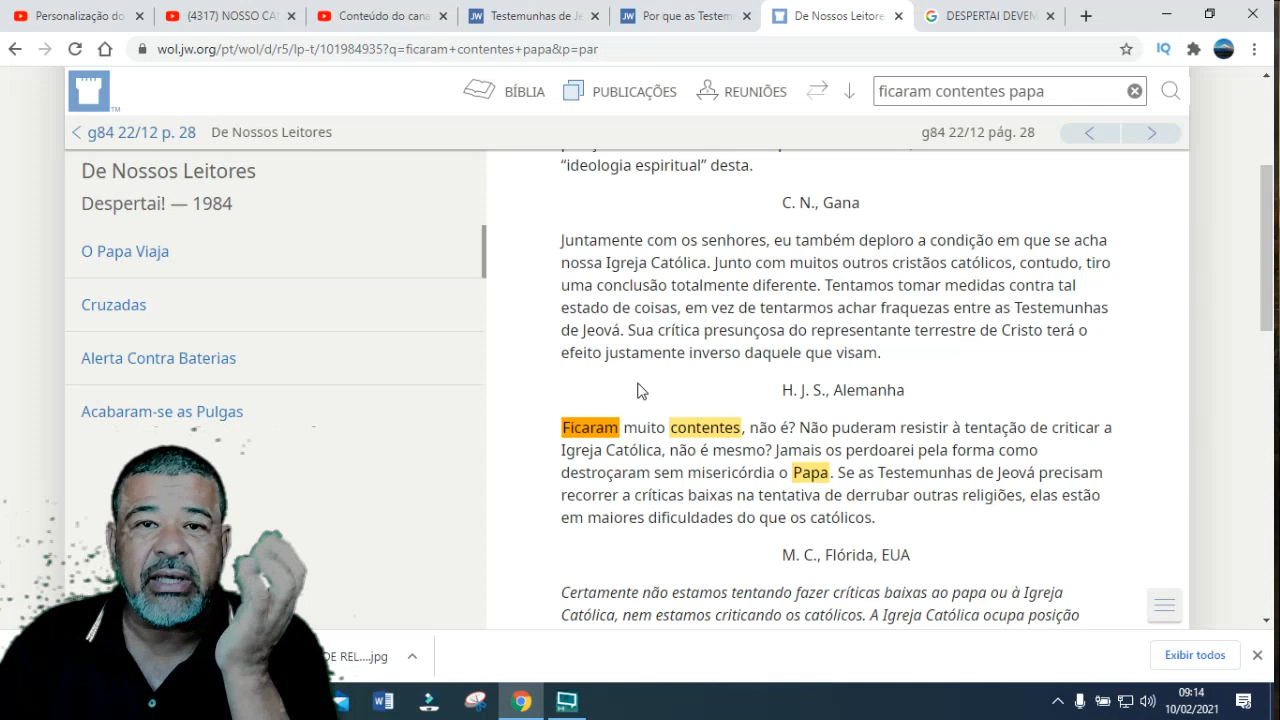 Personalização do
(4317) NOSSO CA
Conteúdo do cana
Testemunhas de Je
Por que as Testem
De Nossos Leitore
DESPERTAI DEVEM
wol.jw.org/pt/wol/d/r5/lp-t/101984935?q=ficaram+contentes+papa&p=par
IQ
BÍBLIA
PUBLICAÇÕES
REUNIÕES
ficaram contentes papa
TM
g84 22/12 p. 28
De Nossos Leitores
g84 22/12 pág. 28
De Nossos Leitores
Despertai! — 1984
O Papa Viaja
Cruzadas
Alerta Contra Baterias
Acabaram-se as Pulgas
“ideologia espiritual” desta.
C. N., Gana
Juntamente com os senhores, eu também deploro a condição em que se acha
nossa Igreja Católica. Junto com muitos outros cristãos católicos, contudo, tiro
uma conclusão totalmente diferente. Tentamos tomar medidas contra tal
estado de coisas, em vez de tentarmos achar fraquezas entre as Testemunhas
de Jeová. Sua crítica presunçosa do representante terrestre de Cristo terá o
efeito justamente inverso daquele que visam.
H. J. S., Alemanha
Ficaram muito contentes, não é? Não puderam resistir à tentação de criticar a
Igreja Católica, não é mesmo? Jamais os perdoarei pela forma como
destroçaram sem misericórdia o Papa. Se as Testemunhas de Jeová precisam
recorrer a críticas baixas na tentativa de derrubar outras religiões, elas estão
em maiores dificuldades do que os católicos.
M. C., Flórida, EUA
Certamente não estamos tentando fazer críticas baixas ao papa ou à Igreja
Católica, nem estamos criticando os católicos. A Igreja Católica ocupa posição
DE REL....jpg
Exibir todos
09:14
10/02/2021